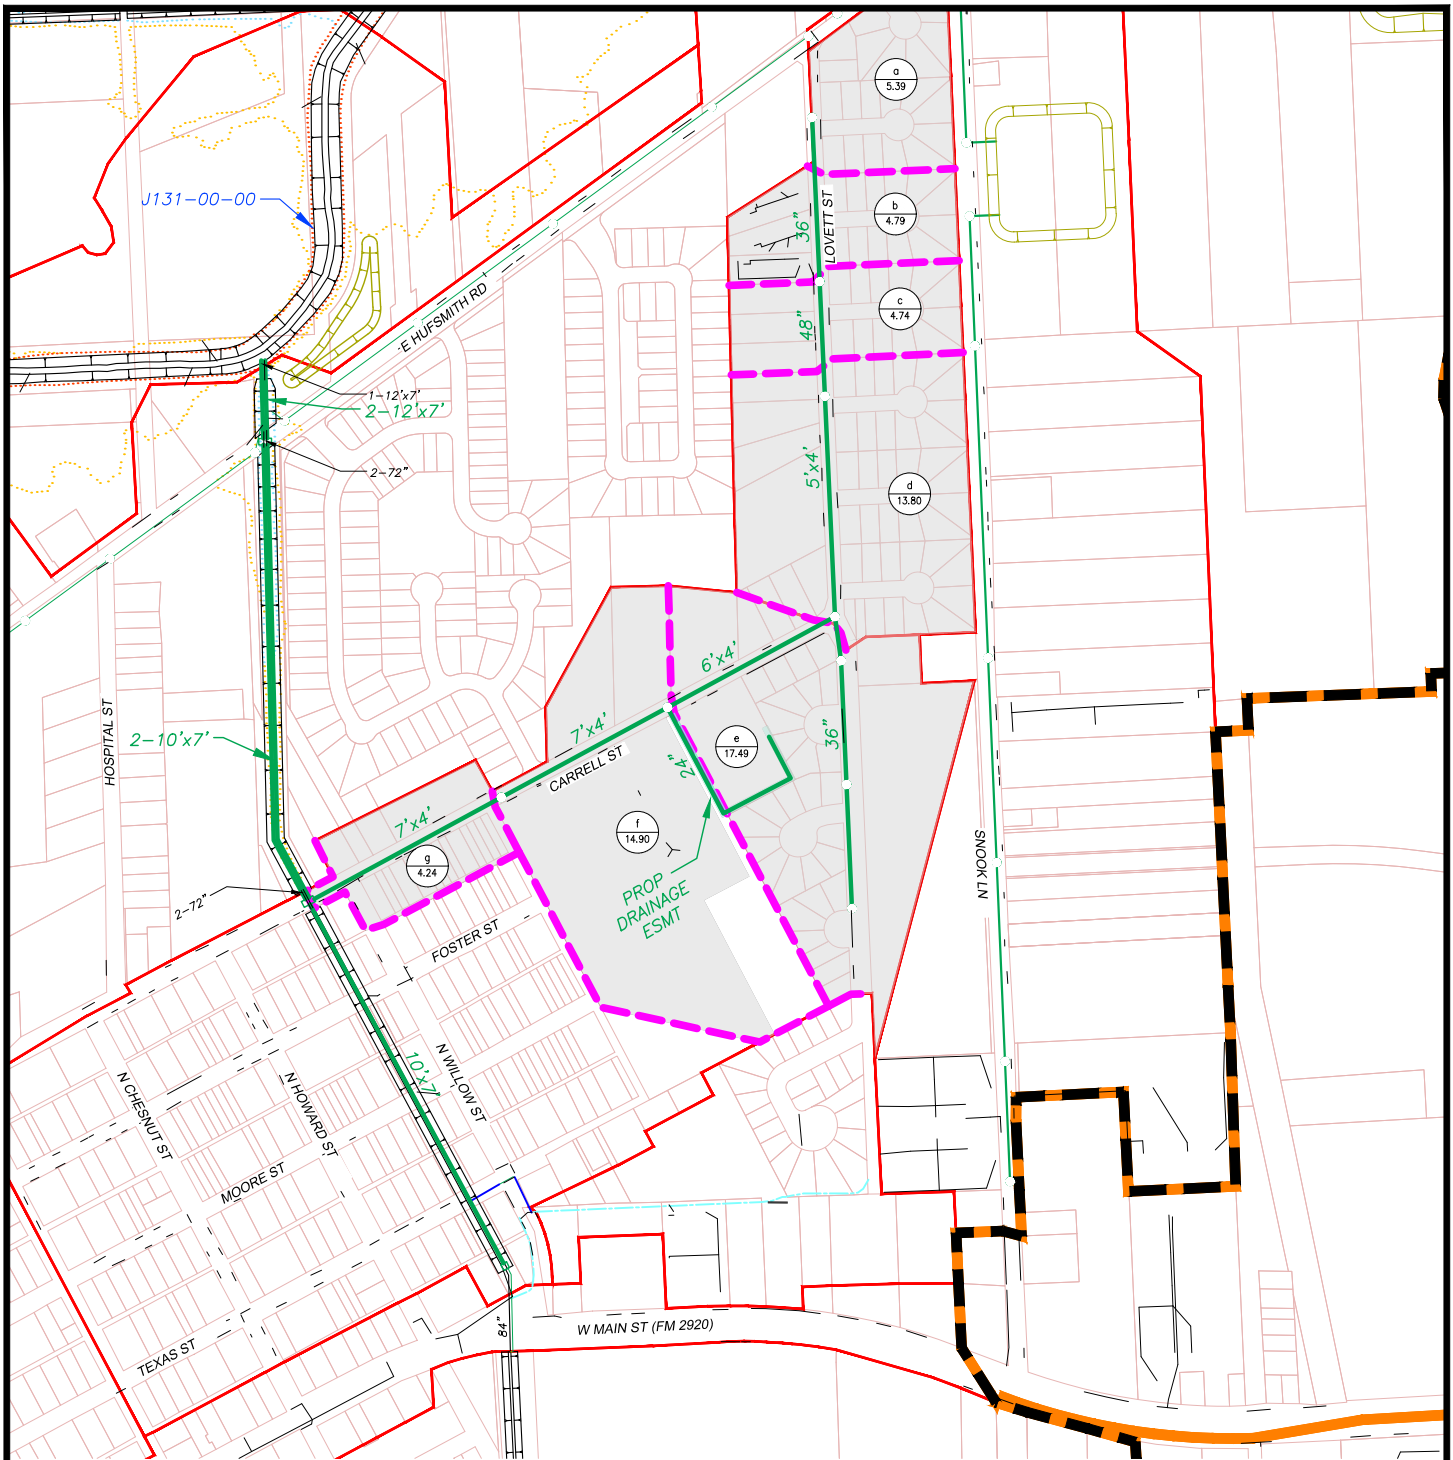 a
5.39
J131-00-00
b
4.79
36"
LOVETT ST
E HUFSMITH RD
c
4.74
48"
1-12'x7'
2-12'x7'
2-72"
5'x4'
d
13.80
6'x4'
HOSPITAL ST
2-10'x7'
7'x4'
CARRELL ST
24"
e
17.49
36"
7'x4'
f
14.90
g
4.24
SNOOK LN
2-72"
PROP
DRAINAGE
ESMT
FOSTER ST
10'x7'
N WILLOW ST
N CHESNUT ST
N HOWARD ST
MOORE ST
84"
W MAIN ST (FM 2920)
TEXAS ST